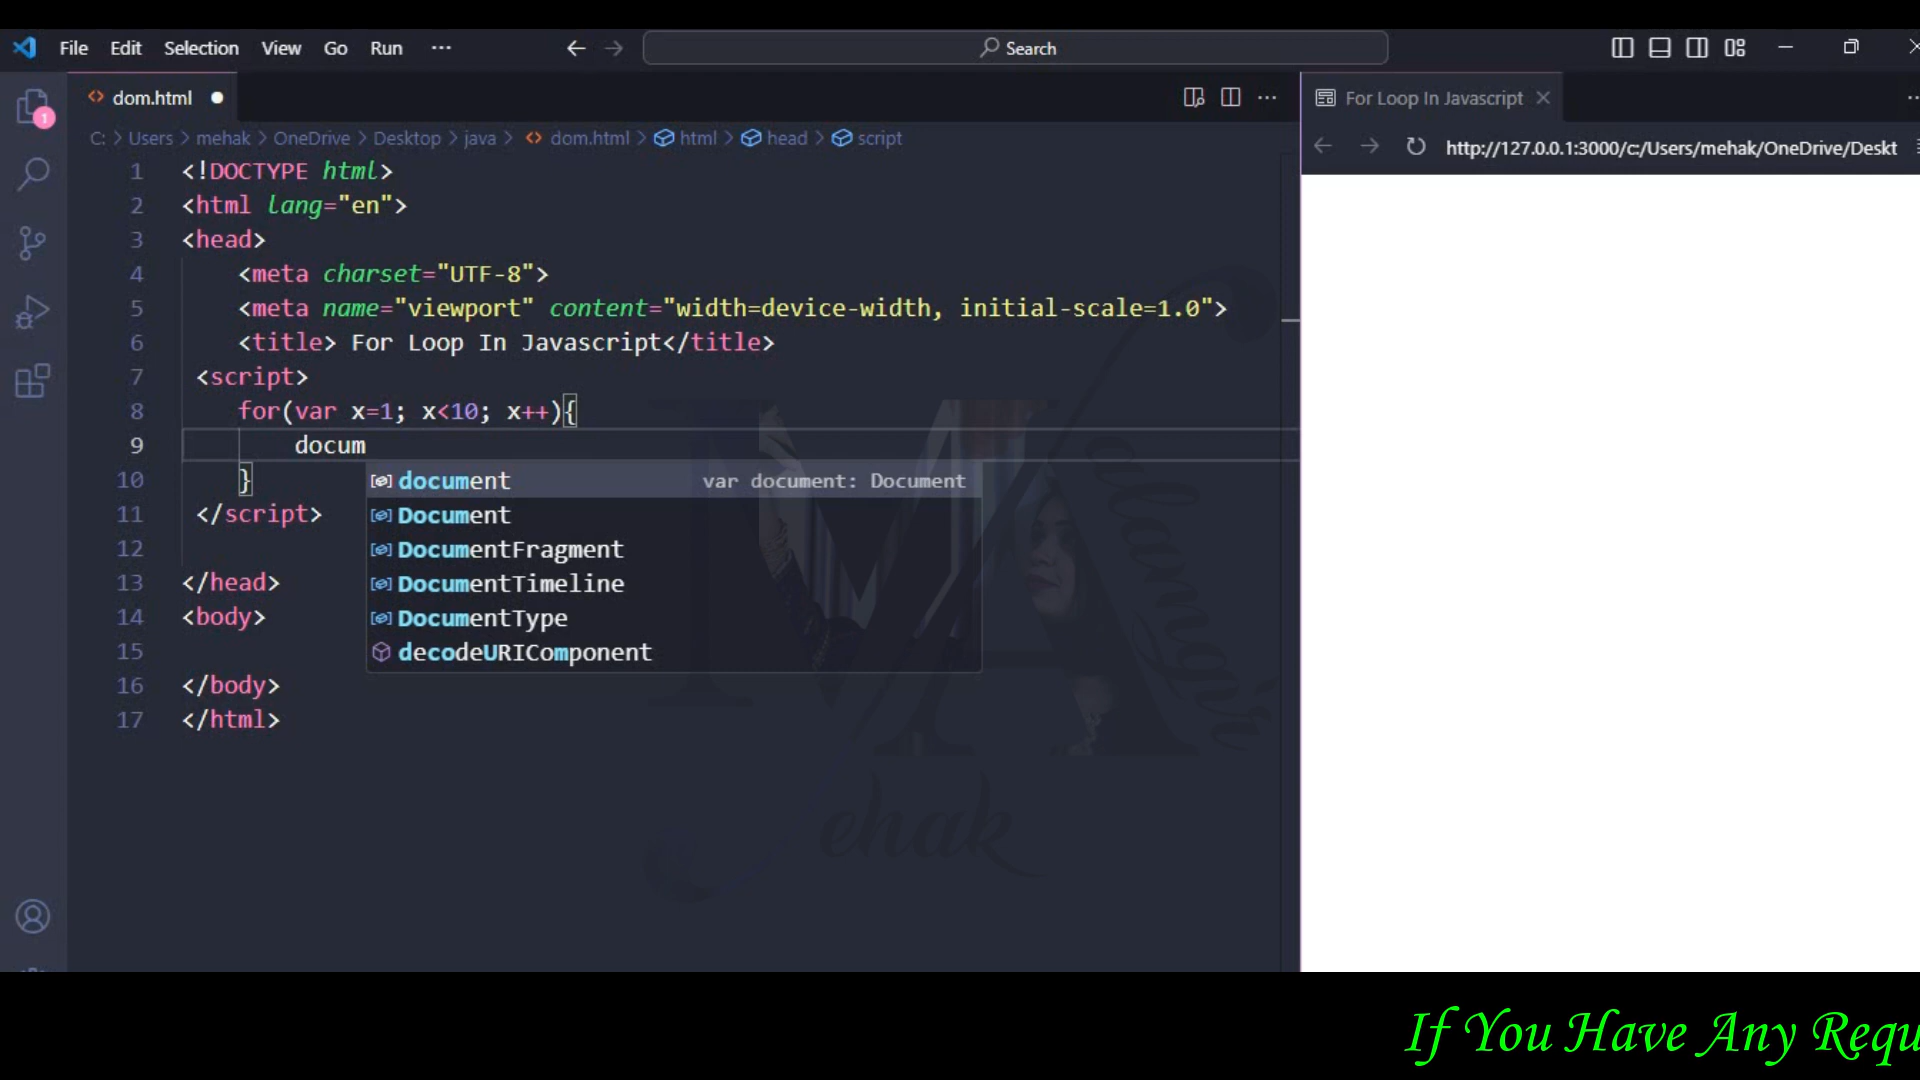 File Edit Selection View Go Run ... Search
dom.html For Loop In Javascript
C: > Users > mehak > OneDrive > Desktop > java > dom.html > html > head > script
http://127.0.0.1:3000/c:/Users/mehak/OneDrive/Deskt
1 <!DOCTYPE html>
2 <html lang="en">
3 <head>
4 <meta charset="UTF-8">
5 <meta name="viewport" content="width=device-width, initial-scale=1.0">
6 <title> For Loop In Javascript</title>
7 <script>
8 for(var x=1; x<10; x++){
9 docum
10 }
document var document: Document
11 </script>
Document
12
DocumentFragment
13 </head>
DocumentTimeline
14 <body>
DocumentType
15
decodeURIComponent
16 </body>
17 </html>
1
M A
ehak
alamgir
If You Have Any Requ